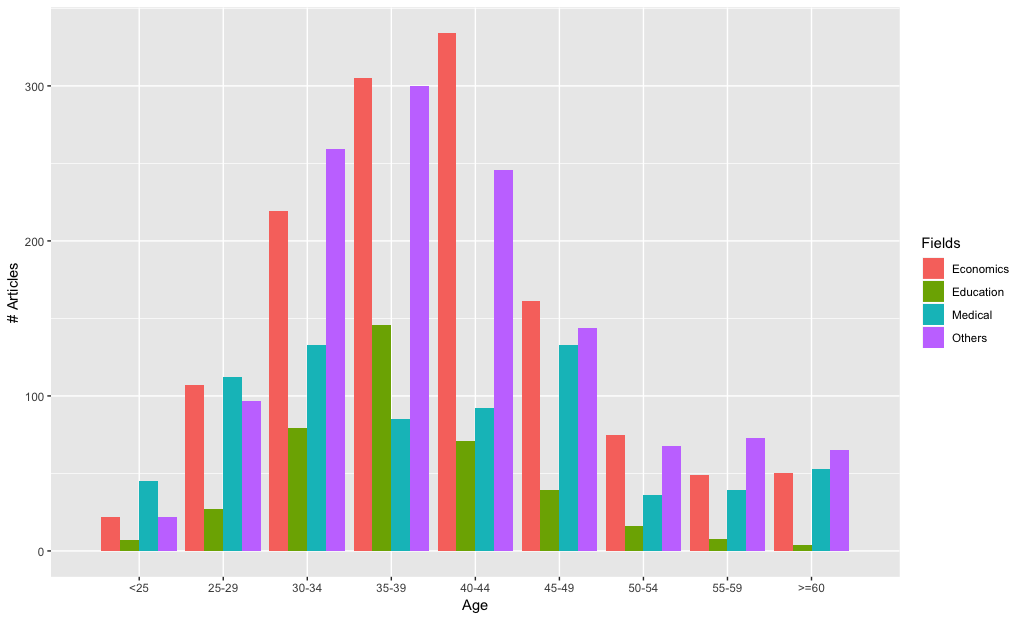 300
200
100
0
# Articles
<25 25-29 30-34 35-39 40-44 45-49 50-54 55-59 >=60
Age
Fields
Economics
Education
Medical
Others